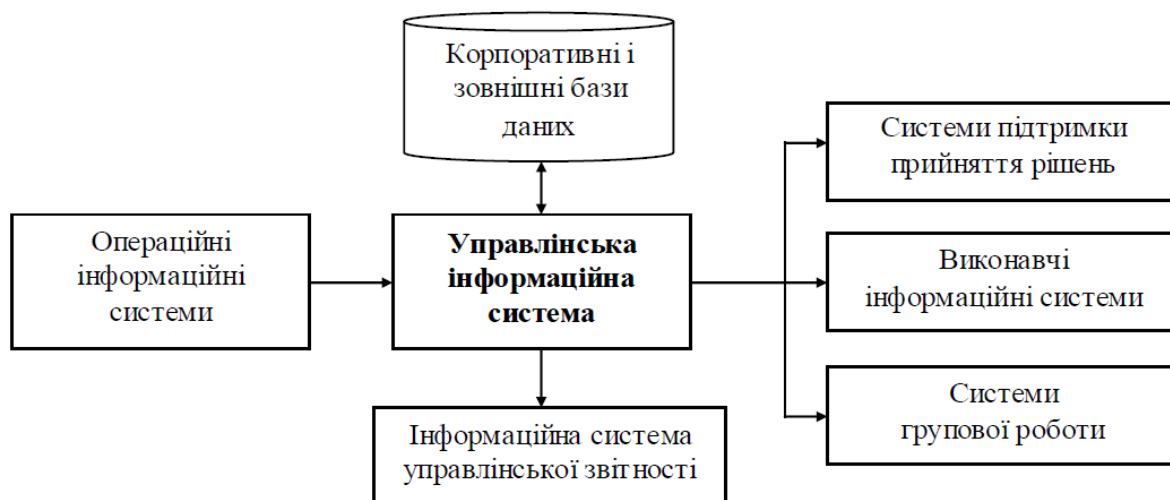 Корпоративні і
зовнішні бази
даних
Операційні
інформаційні
системи
Управлінська
інформаційна
система
Системи підтримки
прийняття рішень
Виконавчі
інформаційні системи
Системи
групової роботи
Інформаційна система
управлінської звітності